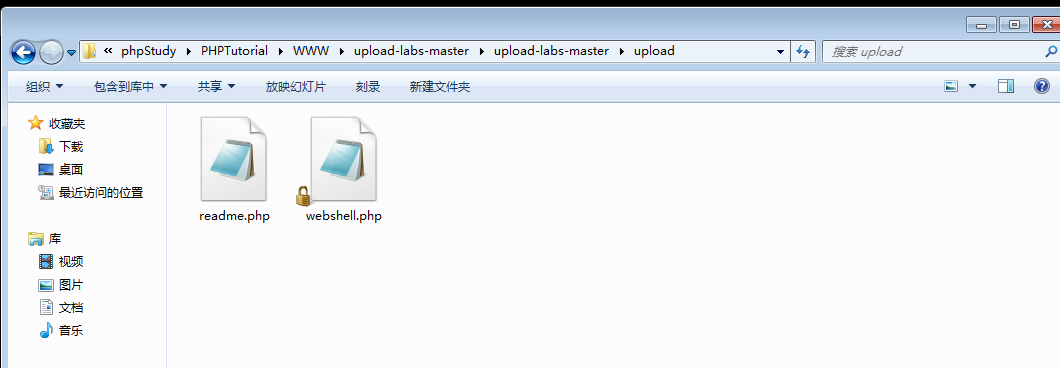 « phpStudy ▸ PHPTutorial ▸ WWW ▸ upload-labs-master ▸ upload-labs-master ▸ upload
搜索 upload
组织 包含到库中 共享 放映幻灯片 刻录 新建文件夹
收藏夹
下载
桌面
最近访问的位置
库
视频
图片
文档
音乐
readme.php
webshell.php